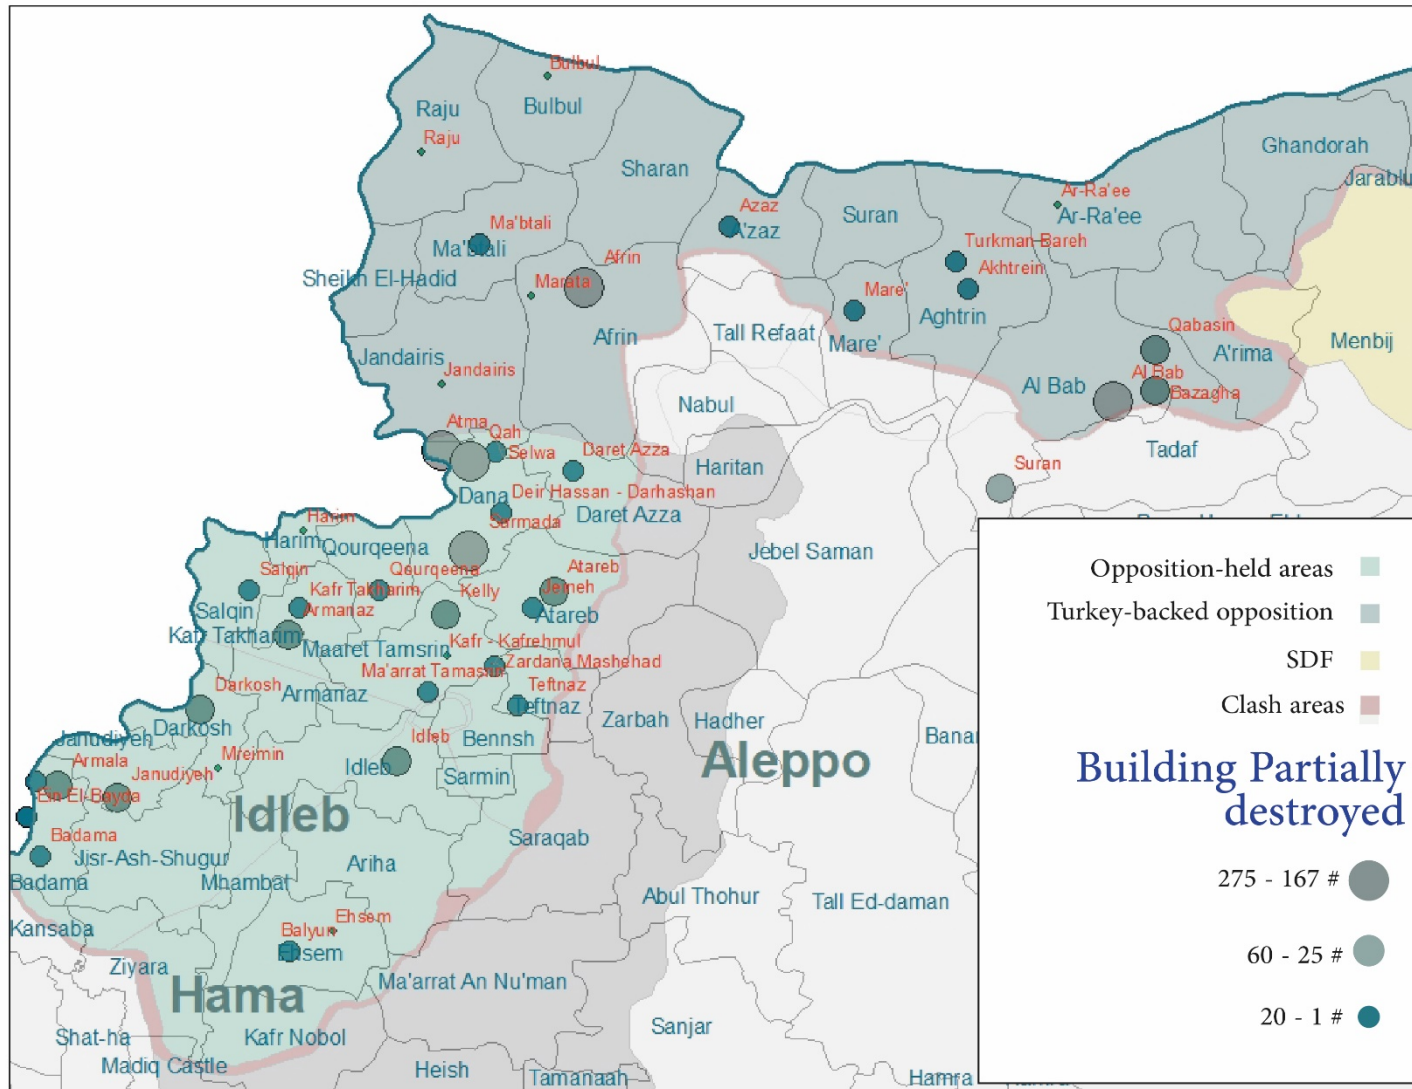 Bulbul
Raju
Bulbul
Raju
Ghandorah
Sharan
Jarablu
Ar-Ra'ee
Azaz
Suran
Ar-Ra'ee
Ma'btali
A'zaz
Ma'btali
Turkman Bareh
Afrin
Akhtrein
Sheikh El-Hadid
Marata
Mare'
Aghtrin
Qabasin
Afrin
Tall Refaat
Mare'
Menbij
Jandairis
A'rima
Jandairis
Al Bab
Al Bab
Bazagha
Nabul
Atma
Qah
Selwa
Daret Azza
Tadaf
Haritan
Suran
Dana
Deir Hassan - Darhashan
Harim
Sarmada
Daret Azza
Harim
Qourqeena
Jebel Saman
Salqin
Qourqeena
Atareb
Kafr Takharim
Kelly
Jemeh
Salqin
Armanaz
Atareb
Kafr Takharim
Maaret Tamsrin
Kafr - Kafrehmul
Ma'arrat Tamasrin
Zardana Mashehad
Darkosh
Armanaz
Teftnaz
Teftnaz
Darkosh
Zarbah
Hadher
Janudiyeh
Idleb
Bennsh
Banan
Armala
Mreimin
Aleppo
Janudiyeh
Idleb
Sarmin
Ein El-Bayda
Idleb
Badama
Saraqab
Jisr-Ash-Shugur
Ariha
Badama
Mhambal
Abul Thohur
Tall Ed-daman
Kansaba
Balyun
Ehsem
Ehsem
Ziyara
Hama
Ma'arrat An Nu'man
Shat-ha
Kafr Nobol
Sanjar
Madiq Castle
Heish
Tamanaah
Hamra
Opposition-held areas
Turkey-backed opposition
SDF
Clash areas
Building Partially
destroyed
275 - 167 #
60 - 25 #
20 - 1 #